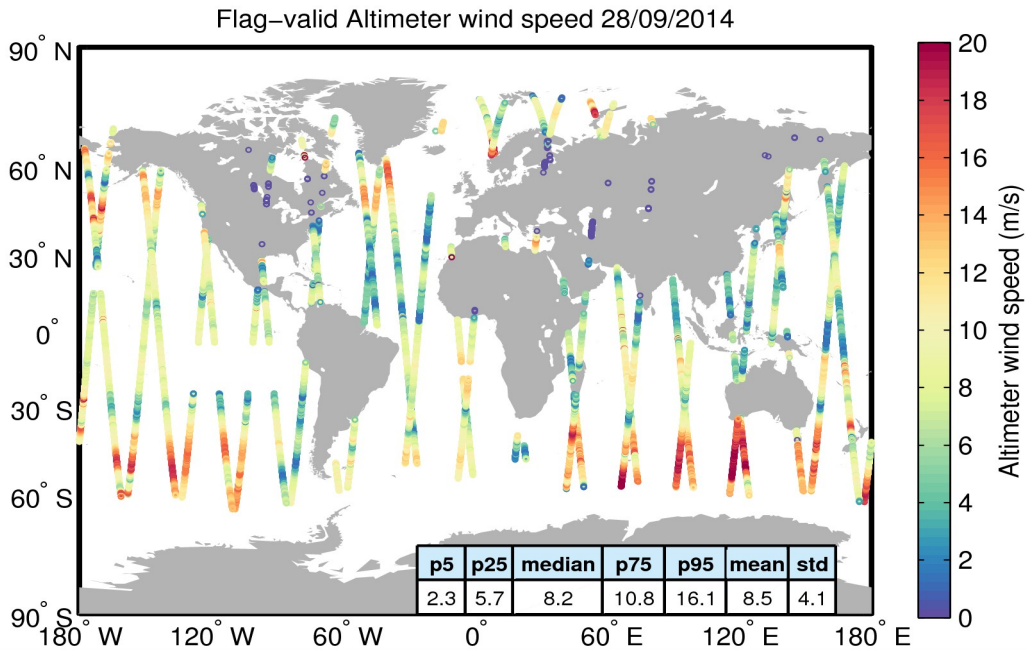 Flag−valid Altimeter wind speed 28/09/2014
90° N
60° N
30° N
0°
30° S
60° S
90° S
180° W
120° W
60° W
0°
60° E
120° E
180° E
p5 p25 median p75 p95 mean std
2.3 5.7 8.2 10.8 16.1 8.5 4.1
20
18
16
14
12
10
8
6
4
2
0
Altimeter wind speed (m/s)